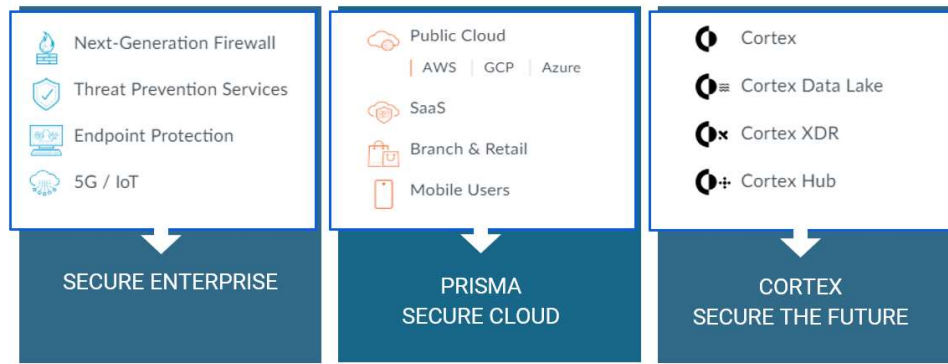 Next-Generation Firewall
Threat Prevention Services
Endpoint Protection
5G / IoT
SECURE ENTERPRISE
Public Cloud
AWS | GCP | Azure
SaaS
Branch & Retail
Mobile Users
PRISMA
SECURE CLOUD
Cortex
Cortex Data Lake
Cortex XDR
Cortex Hub
CORTEX
SECURE THE FUTURE